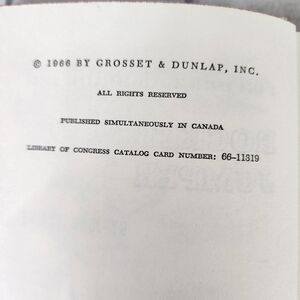 © 1966 BY GROSSET & DUNLAP, INC.
ALL RIGHTS RESERVED
PUBLISHED SIMULTANEOUSLY IN CANADA
LIBRARY OF CONGRESS CATALOG CARD NUMBER: 66-11319